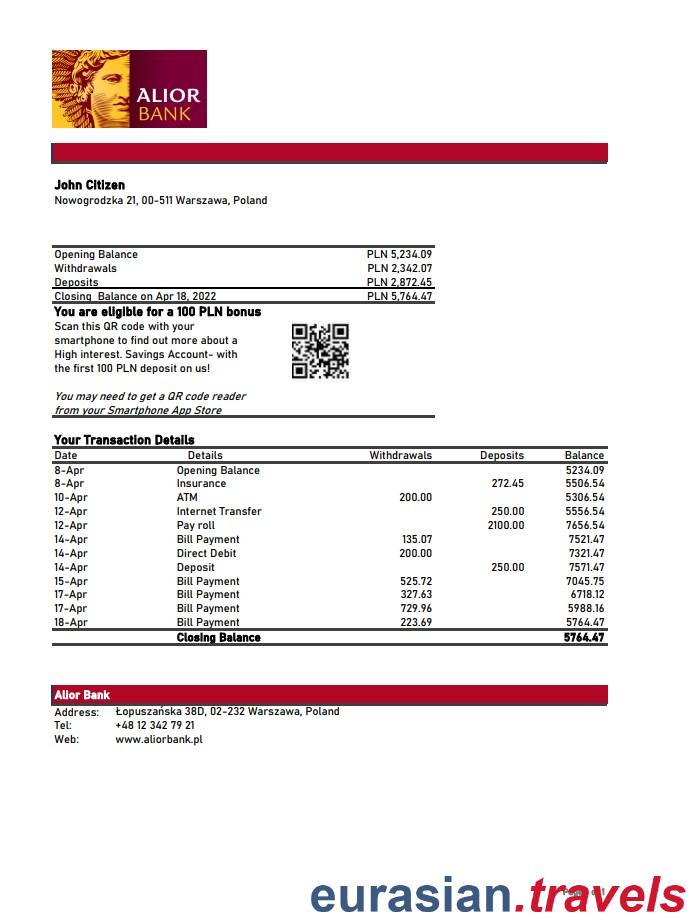 ALIOR
BANK
John Citizen
Nowogrodzka 21, 00-511 Warszawa, Poland
Opening Balance PLN 5,234.09
Withdrawals PLN 2,342.07
Deposits PLN 2,872.45
Closing Balance on Apr 18, 2022 PLN 5,764.47
You are eligible for a 100 PLN bonus
Scan this QR code with your
smartphone to find out more about a
High interest. Savings Account- with
the first 100 PLN deposit on us!
You may need to get a QR code reader
from your Smartphone App Store
Your Transaction Details
Date Details Withdrawals Deposits Balance
8-Apr Opening Balance 5234.09
8-Apr Insurance 272.45 5506.54
10-Apr ATM 200.00 5306.54
12-Apr Internet Transfer 250.00 5556.54
12-Apr Pay roll 2100.00 7656.54
14-Apr Bill Payment 135.07 7521.47
14-Apr Direct Debit 200.00 7321.47
14-Apr Deposit 250.00 7571.47
15-Apr Bill Payment 525.72 7045.75
17-Apr Bill Payment 327.63 6718.12
17-Apr Bill Payment 729.96 5988.16
18-Apr Bill Payment 223.69 5764.47
Closing Balance 5764.47
Alior Bank
Address: Łopuszańska 38D, 02-232 Warszawa, Poland
Tel: +48 12 342 79 21
Web: www.aliorbank.pl
eurasian.travels